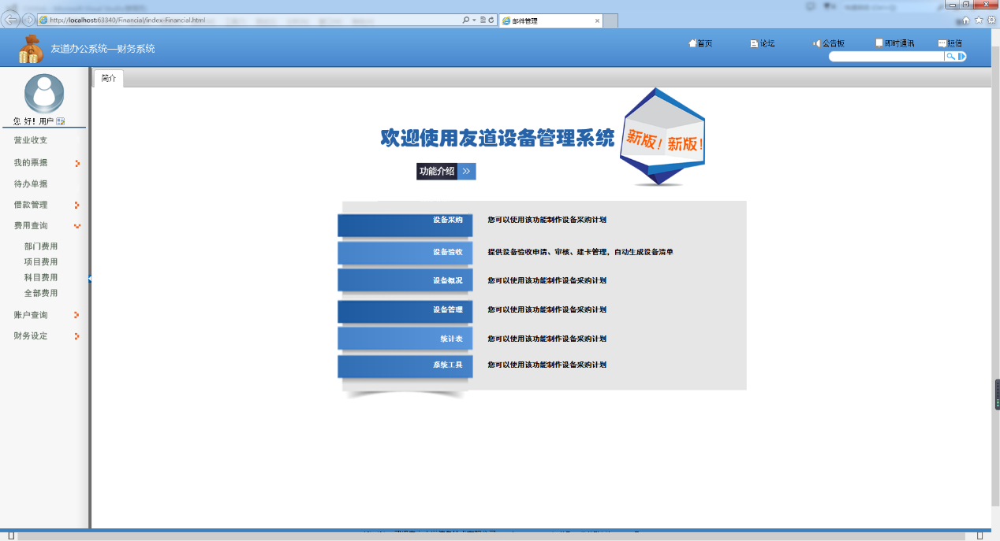 http://localhost:63340/Financial/index-Financial.html
邮件管理
友道办公系统—财务系统
首页
论坛
公告板
即时通讯
短信
简介
您 好！用户
营业收支
我的票据
待办单据
借款管理
费用查询
部门费用
项目费用
科目费用
全部费用
账户查询
财务设定
欢迎使用友道设备管理系统
新版！新版！
功能介绍
设备采购 您可以使用该功能制作设备采购计划
设备验收 提供设备验收申请、审核、建卡管理，自动生成设备清单
设备概况 您可以使用该功能制作设备采购计划
设备管理 您可以使用该功能制作设备采购计划
统计表 您可以使用该功能制作设备采购计划
系统工具 您可以使用该功能制作设备采购计划